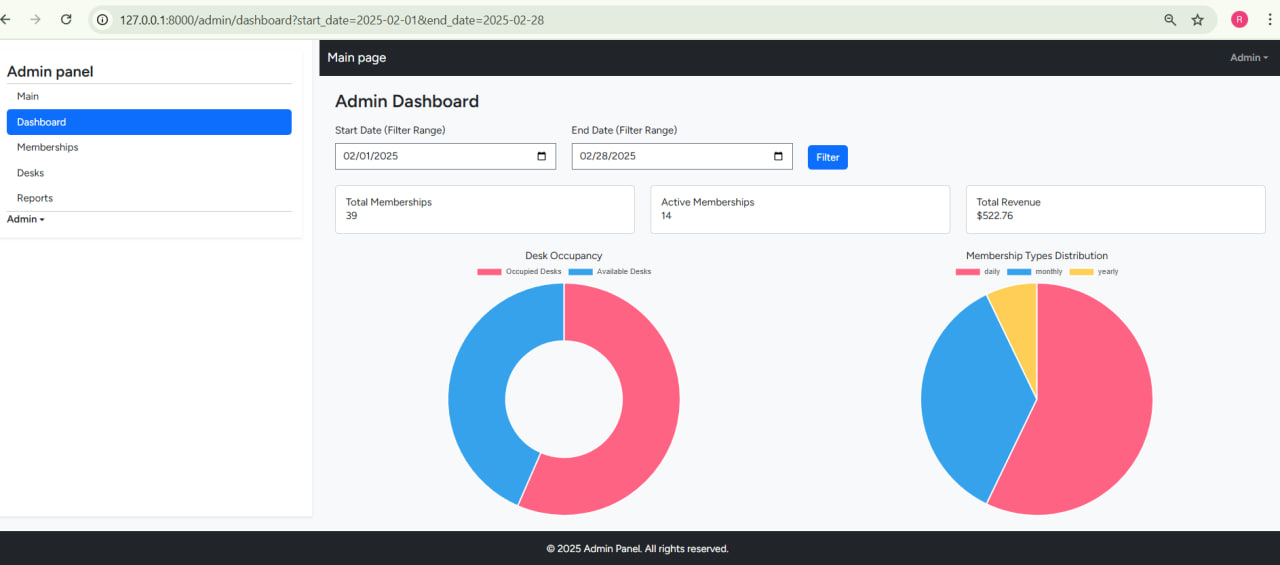 127.0.0.1:8000/admin/dashboard?start_date=2025-02-01&end_date=2025-02-28
R
Admin panel
Main
Dashboard
Memberships
Desks
Reports
Admin
Main page
Admin
Admin Dashboard
Start Date (Filter Range) End Date (Filter Range)
02/01/2025 02/28/2025 Filter
Total Memberships
39
Active Memberships
14
Total Revenue
$522.76
Desk Occupancy
Occupied Desks Available Desks
Membership Types Distribution
daily monthly yearly
© 2025 Admin Panel. All rights reserved.